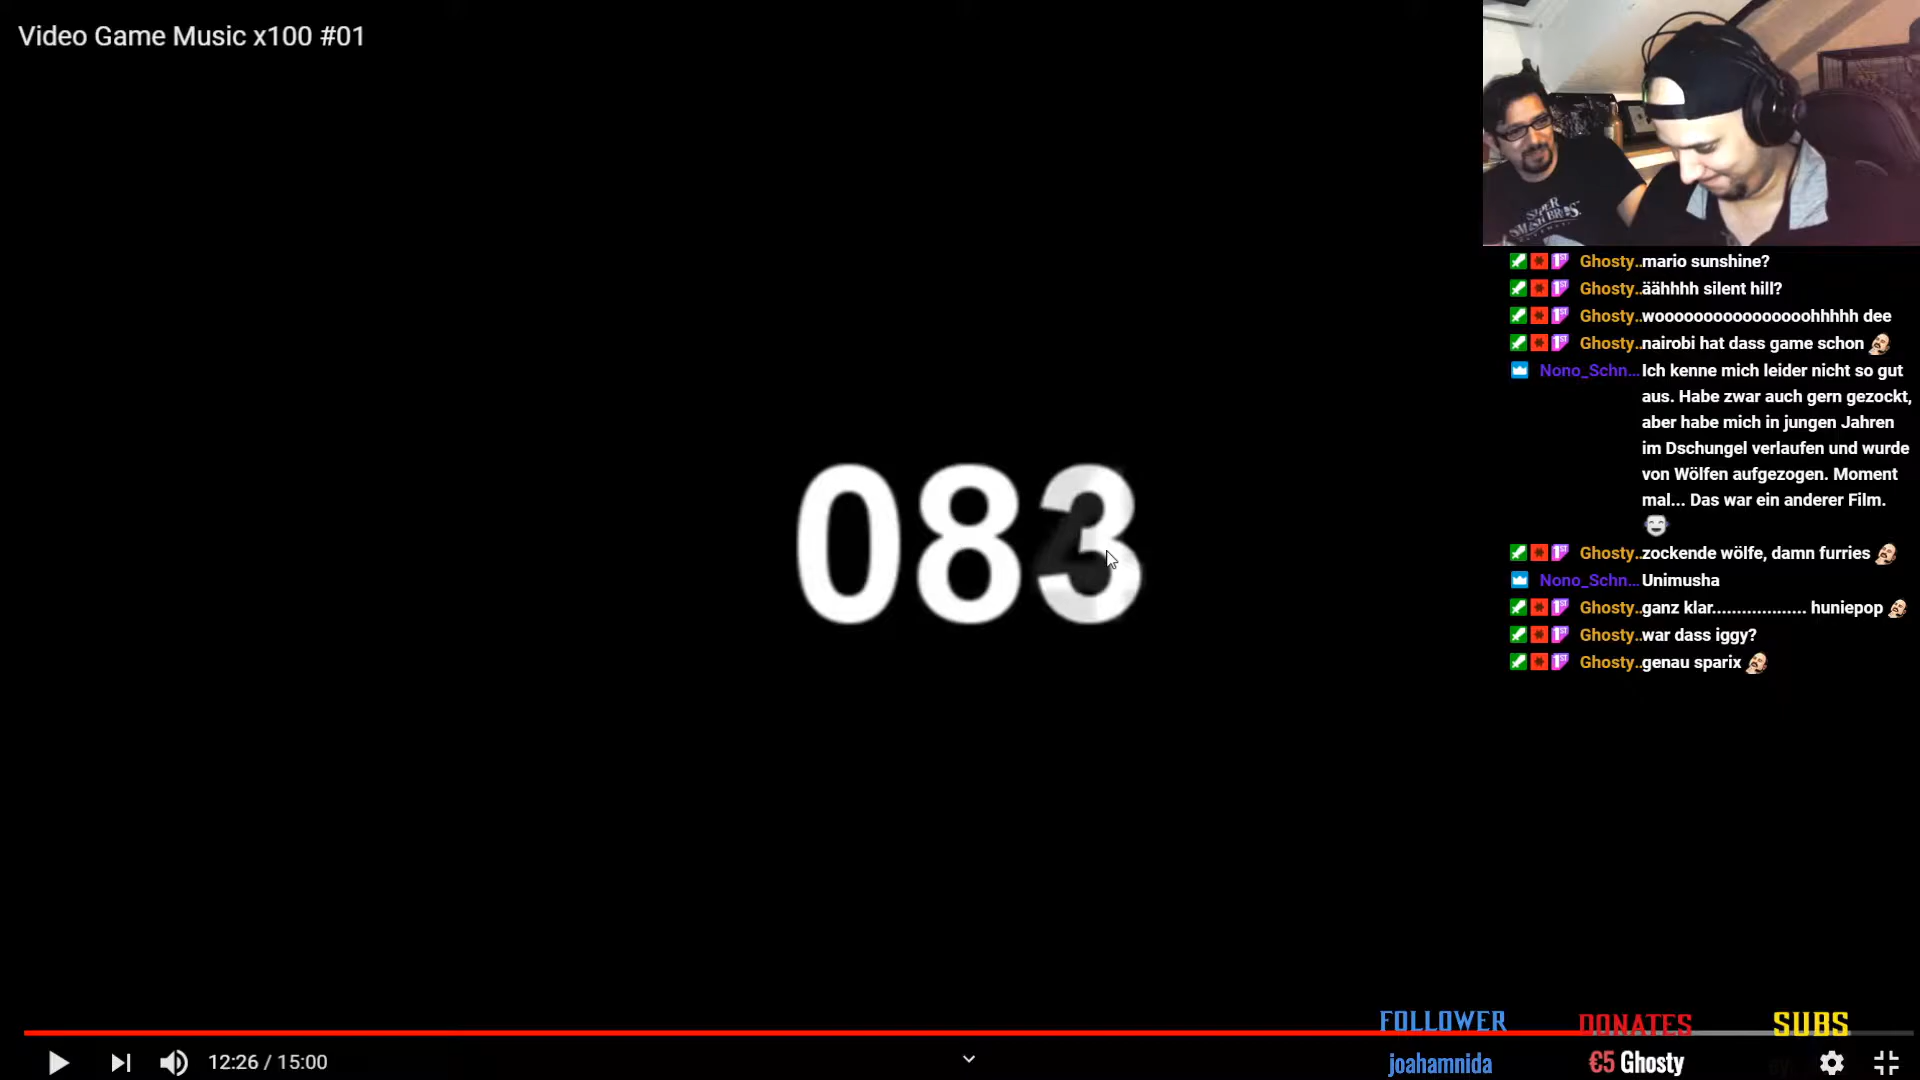 Video Game Music x100 #01
083
SUPER
SMASH BROS.
Ghosty..mario sunshine?
Ghosty..äähhhh silent hill?
Ghosty..woooooooooooooooohhhhh dee
Ghosty..nairobi hat dass game schon
Nono_Schn...Ich kenne mich leider nicht so gut
aus. Habe zwar auch gern gezockt,
aber habe mich in jungen Jahren
im Dschungel verlaufen und wurde
von Wölfen aufgezogen. Moment
mal... Das war ein anderer Film.
Ghosty..zockende wölfe, damn furries
Nono_Schn...Unimusha
Ghosty..ganz klar................... huniepop
Ghosty..war dass iggy?
Ghosty..genau sparix
FOLLOWER DONATES SUBS
12:26 / 15:00
joahamnida €5 Ghosty